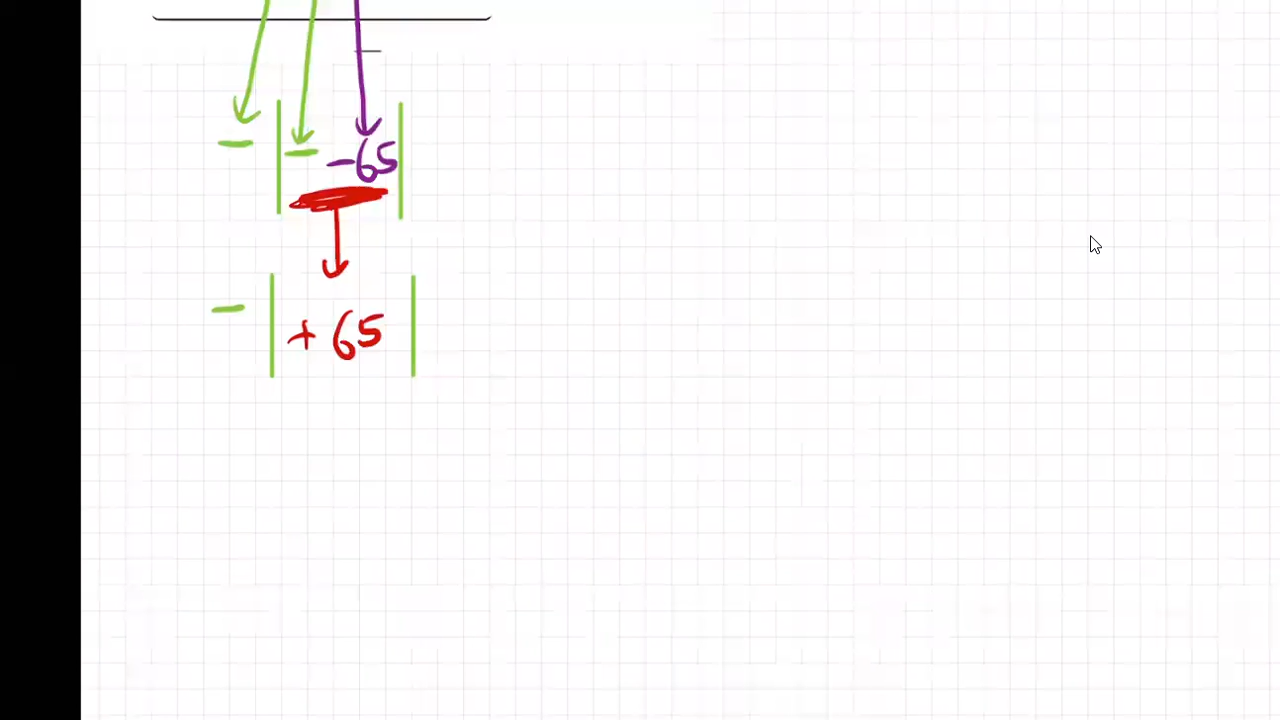 - | - -65 |
- | + 65 |